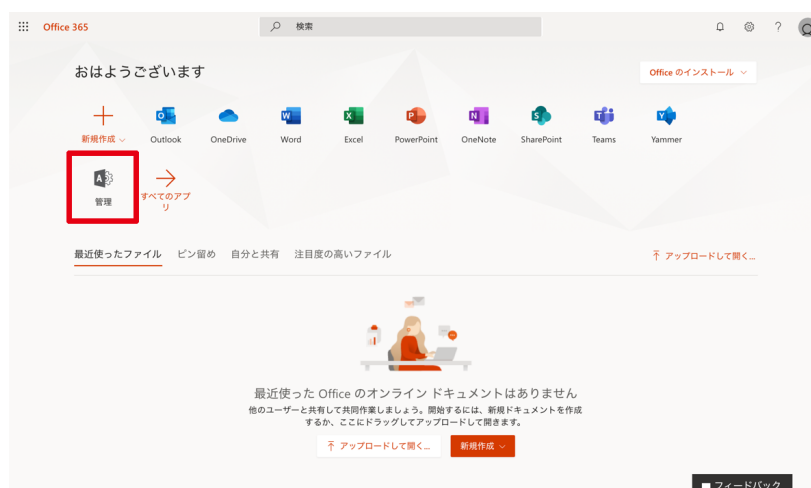 Office 365
検索
?
おはようございます
Office のインストール
新規作成
Outlook
OneDrive
Word
Excel
PowerPoint
OneNote
SharePoint
Teams
Yammer
管理
すべてのアプ
リ
最近使ったファイル ピン留め 自分と共有 注目度の高いファイル
アップロードして開く...
最近使った Office のオンライン ドキュメントはありません
他のユーザーと共有して共同作業しましょう。開始するには、新規ドキュメントを作成
するか、ここにドラッグしてアップロードして開きます。
アップロードして開く...
新規作成
フィードバック